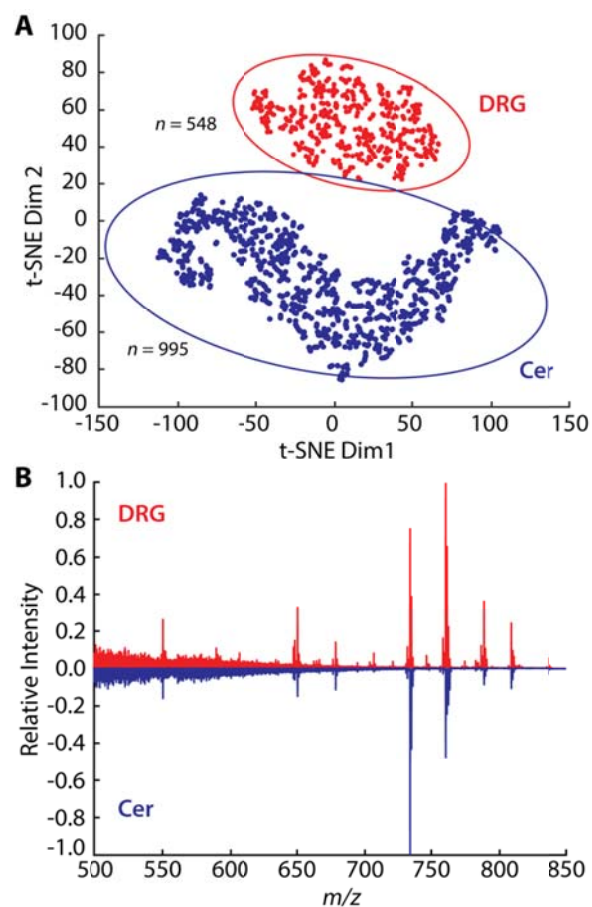 A
100
80
60
40
20
0
-20
-40
-60
-80
-100
t-SNE Dim 2
n = 548
DRG
n = 995
Cer
-150 -100 -50 0 50 100 150
t-SNE Dim1
B
1.0
0.8
0.6
0.4
0.2
0.0
-0.2
-0.4
-0.6
-0.8
-1.0
Relative Intensity
DRG
Cer
500 550 600 650 700 750 800 850
m/z